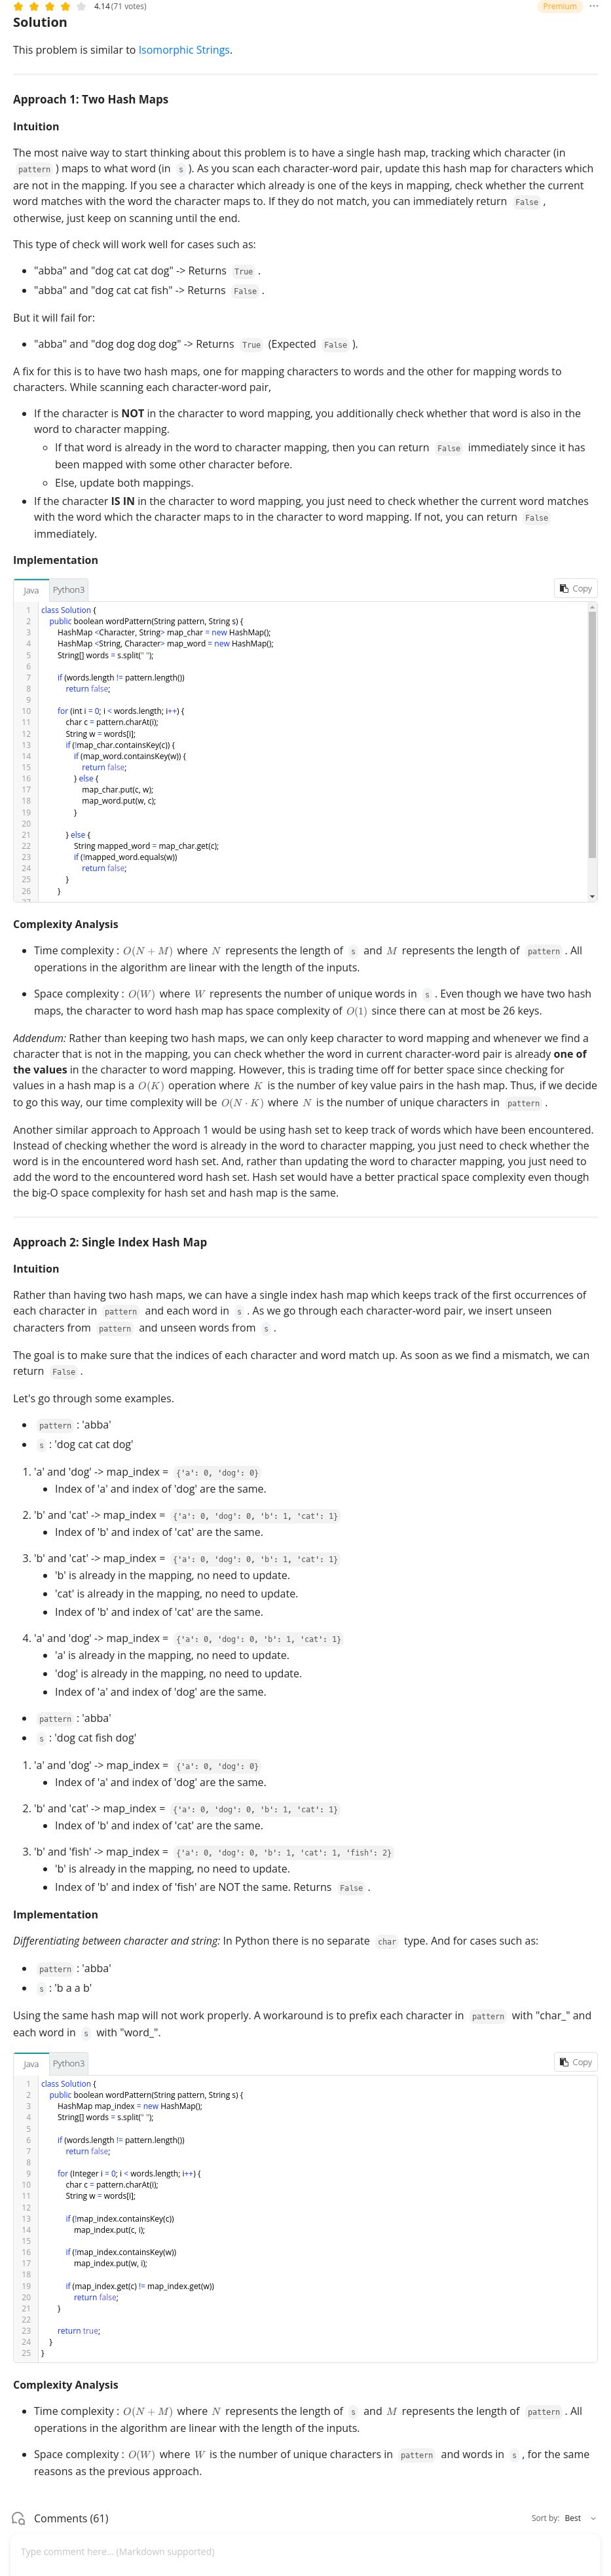 4.14 (71 votes)
Premium
Solution
This problem is similar to Isomorphic Strings.
Approach 1: Two Hash Maps
Intuition
The most naive way to start thinking about this problem is to have a single hash map, tracking which character (in
pattern ) maps to what word (in s ). As you scan each character-word pair, update this hash map for characters which
are not in the mapping. If you see a character which already is one of the keys in mapping, check whether the current
word matches with the word the character maps to. If they do not match, you can immediately return False ,
otherwise, just keep on scanning until the end.
This type of check will work well for cases such as:
• "abba" and "dog cat cat dog" -> Returns True .
• "abba" and "dog cat cat fish" -> Returns False .
But it will fail for:
• "abba" and "dog dog dog dog" -> Returns True (Expected False ).
A fix for this is to have two hash maps, one for mapping characters to words and the other for mapping words to
characters. While scanning each character-word pair,
• If the character is NOT in the character to word mapping, you additionally check whether that word is also in the
word to character mapping.
◦ If that word is already in the word to character mapping, then you can return False immediately since it has
been mapped with some other character before.
◦ Else, update both mappings.
• If the character IS IN in the character to word mapping, you just need to check whether the current word matches
with the word which the character maps to in the character to word mapping. If not, you can return False
immediately.
Implementation
Java Python3 Copy
1 class Solution {
2 public boolean wordPattern(String pattern, String s) {
3 HashMap <Character, String> map_char = new HashMap();
4 HashMap <String, Character> map_word = new HashMap();
5 String[] words = s.split(" ");
6
7 if (words.length != pattern.length())
8 return false;
9
10 for (int i = 0; i < words.length; i++) {
11 char c = pattern.charAt(i);
12 String w = words[i];
13 if (!map_char.containsKey(c)) {
14 if (map_word.containsKey(w)) {
15 return false;
16 } else {
17 map_char.put(c, w);
18 map_word.put(w, c);
19 }
20
21 } else {
22 String mapped_word = map_char.get(c);
23 if (!mapped_word.equals(w))
24 return false;
25 }
26 }
Complexity Analysis
• Time complexity : O(N + M) where N represents the length of s and M represents the length of pattern . All
operations in the algorithm are linear with the length of the inputs.
• Space complexity : O(W) where W represents the number of unique words in s . Even though we have two hash
maps, the character to word hash map has space complexity of O(1) since there can at most be 26 keys.
Addendum: Rather than keeping two hash maps, we can only keep character to word mapping and whenever we find a
character that is not in the mapping, you can check whether the word in current character-word pair is already one of
the values in the character to word mapping. However, this is trading time off for better space since checking for
values in a hash map is a O(K) operation where K is the number of key value pairs in the hash map. Thus, if we decide
to go this way, our time complexity will be O(N · K) where N is the number of unique characters in pattern .
Another similar approach to Approach 1 would be using hash set to keep track of words which have been encountered.
Instead of checking whether the word is already in the word to character mapping, you just need to check whether the
word is in the encountered word hash set. And, rather than updating the word to character mapping, you just need to
add the word to the encountered word hash set. Hash set would have a better practical space complexity even though
the big-O space complexity for hash set and hash map is the same.
Approach 2: Single Index Hash Map
Intuition
Rather than having two hash maps, we can have a single index hash map which keeps track of the first occurrences of
each character in pattern and each word in s . As we go through each character-word pair, we insert unseen
characters from pattern and unseen words from s .
The goal is to make sure that the indices of each character and word match up. As soon as we find a mismatch, we can
return False .
Let's go through some examples.
• pattern : 'abba'
• s : 'dog cat cat dog'
1. 'a' and 'dog' -> map_index = {'a': 0, 'dog': 0}
• Index of 'a' and index of 'dog' are the same.
2. 'b' and 'cat' -> map_index = {'a': 0, 'dog': 0, 'b': 1, 'cat': 1}
• Index of 'b' and index of 'cat' are the same.
3. 'b' and 'cat' -> map_index = {'a': 0, 'dog': 0, 'b': 1, 'cat': 1}
• 'b' is already in the mapping, no need to update.
• 'cat' is already in the mapping, no need to update.
• Index of 'b' and index of 'cat' are the same.
4. 'a' and 'dog' -> map_index = {'a': 0, 'dog': 0, 'b': 1, 'cat': 1}
• 'a' is already in the mapping, no need to update.
• 'dog' is already in the mapping, no need to update.
• Index of 'a' and index of 'dog' are the same.
• pattern : 'abba'
• s : 'dog cat fish dog'
1. 'a' and 'dog' -> map_index = {'a': 0, 'dog': 0}
• Index of 'a' and index of 'dog' are the same.
2. 'b' and 'cat' -> map_index = {'a': 0, 'dog': 0, 'b': 1, 'cat': 1}
• Index of 'b' and index of 'cat' are the same.
3. 'b' and 'fish' -> map_index = {'a': 0, 'dog': 0, 'b': 1, 'cat': 1, 'fish': 2}
• 'b' is already in the mapping, no need to update.
• Index of 'b' and index of 'fish' are NOT the same. Returns False .
Implementation
Differentiating between character and string: In Python there is no separate char type. And for cases such as:
• pattern : 'abba'
• s : 'b a a b'
Using the same hash map will not work properly. A workaround is to prefix each character in pattern with "char_" and
each word in s with "word_".
Java Python3 Copy
1 class Solution {
2 public boolean wordPattern(String pattern, String s) {
3 HashMap map_index = new HashMap();
4 String[] words = s.split(" ");
5
6 if (words.length != pattern.length())
7 return false;
8
9 for (Integer i = 0; i < words.length; i++) {
10 char c = pattern.charAt(i);
11 String w = words[i];
12
13 if (!map_index.containsKey(c))
14 map_index.put(c, i);
15
16 if (!map_index.containsKey(w))
17 map_index.put(w, i);
18
19 if (map_index.get(c) != map_index.get(w))
20 return false;
21 }
22
23 return true;
24 }
25 }
Complexity Analysis
• Time complexity : O(N + M) where N represents the length of s and M represents the length of pattern . All
operations in the algorithm are linear with the length of the inputs.
• Space complexity : O(W) where W is the number of unique characters in pattern and words in s , for the same
reasons as the previous approach.
Comments (61)
Sort by: Best
Type comment here... (Markdown supported)